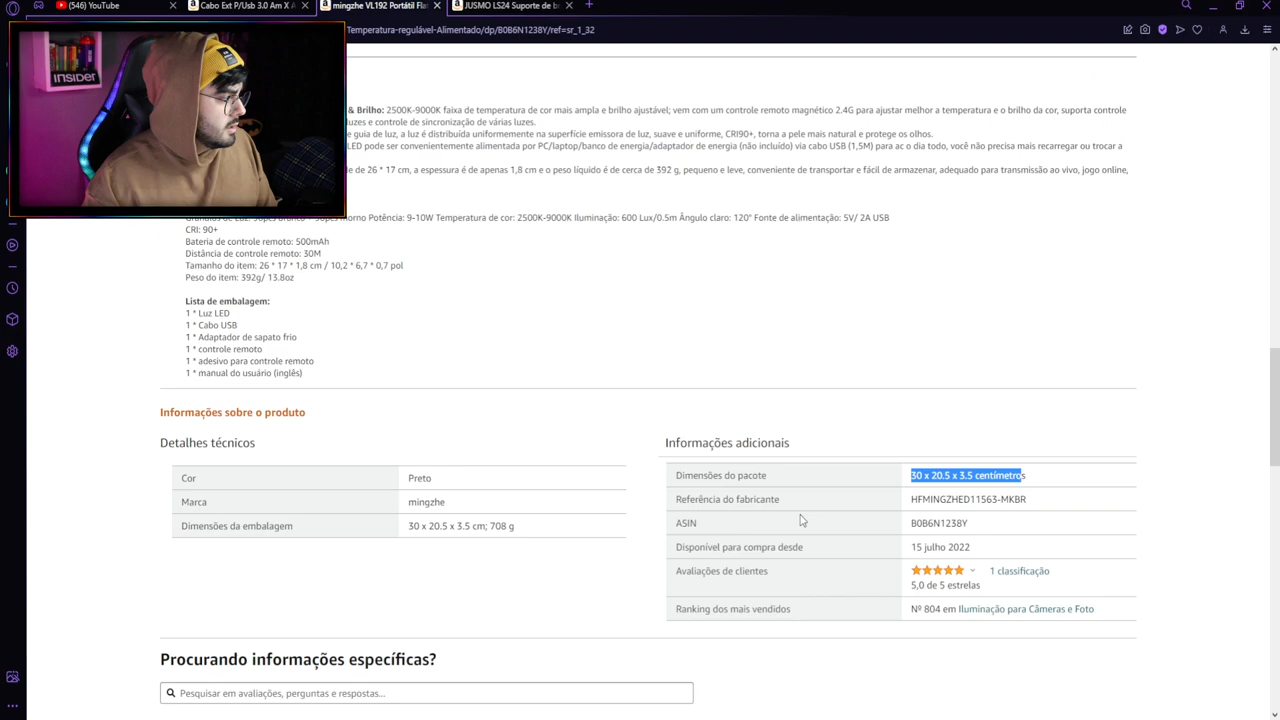 (546) YouTube
Cabo Ext P/Usb 3.0 Am X A
mingzhe VL192 Portátil Fla
JUSMO LS24 Suporte de b
Temperatura-regulável-Alimentado/dp/B0B6N1238Y/ref=sr_1_32
INSIDER
& Brilho: 2500K-9000K faixa de temperatura de cor mais ampla e brilho ajustável; vem com um controle remoto magnético 2.4G para ajustar melhor a temperatura e o brilho da cor, suporta controle
luzes e controle de sincronização de várias luzes.
e guia de luz, a luz é distribuída uniformemente na superfície emissora de luz, suave e uniforme, CRI90+, torna a pele mais natural e protege os olhos.
LED pode ser convenientemente alimentada por PC/laptop/banco de energia/adaptador de energia (não incluído) via cabo USB (1,5M) para ac o dia todo, você não precisa mais recarregar ou trocar a
le de 26 * 17 cm, a espessura é de apenas 1,8 cm e o peso líquido é de cerca de 392 g, pequeno e leve, conveniente de transportar e fácil de armazenar, adequado para transmissão ao vivo, jogo online,
Potência: 9-10W Temperatura de cor: 2500K-9000K Iluminação: 600 Lux/0.5m Ângulo claro: 120° Fonte de alimentação: 5V/ 2A USB
CRI: 90+
Bateria de controle remoto: 500mAh
Distância de controle remoto: 30M
Tamanho do item: 26 * 17 * 1,8 cm / 10,2 * 6,7 * 0,7 pol
Peso do item: 392g/ 13.8oz
Lista de embalagem:
1 * Luz LED
1 * Cabo USB
1 * Adaptador de sapato frio
1 * controle remoto
1 * adesivo para controle remoto
1 * manual do usuário (inglês)
Informações sobre o produto
Detalhes técnicos
Cor Preto
Marca mingzhe
Dimensões da embalagem 30 x 20.5 x 3.5 cm; 708 g
Informações adicionais
Dimensões do pacote 30 x 20.5 x 3.5 centímetros
Referência do fabricante HFMINGZHED11563-MKBR
ASIN B0B6N1238Y
Disponível para compra desde 15 julho 2022
Avaliações de clientes 1 classificação
5,0 de 5 estrelas
Ranking dos mais vendidos Nº 804 em Iluminação para Câmeras e Foto
Procurando informações específicas?
Pesquisar em avaliações, perguntas e respostas...